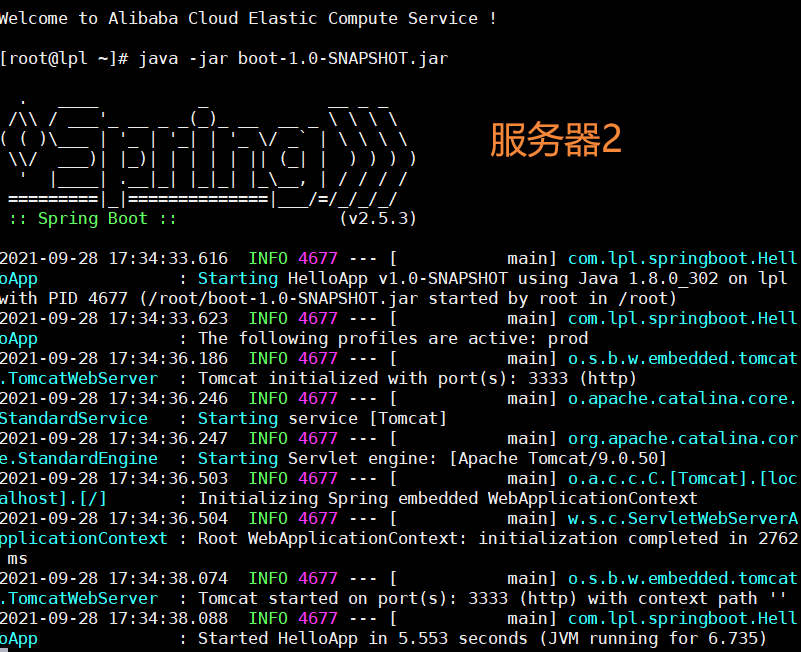 Welcome to Alibaba Cloud Elastic Compute Service !
[root@lpl ~]# java -jar boot-1.0-SNAPSHOT.jar
  .   ____          _            __ _ _
 /\\ / ___'_ __ _ _(_)_ __  __ _ \ \ \ \
( ( )\___ | '_ | '_| | '_ \/ _` | \ \ \ \
 \\/  ___)| |_)| | | | | || (_| |  ) ) ) )
  '  |____| .__|_| |_|_| |_\__, | / / / /
 =========|_|==============|___/=/_/_/_/
服务器2
 :: Spring Boot ::                (v2.5.3)
2021-09-28 17:34:33.616  INFO 4677 --- [           main] com.lpl.springboot.Hell
oApp              : Starting HelloApp v1.0-SNAPSHOT using Java 1.8.0_302 on lpl
with PID 4677 (/root/boot-1.0-SNAPSHOT.jar started by root in /root)
2021-09-28 17:34:33.623  INFO 4677 --- [           main] com.lpl.springboot.Hell
oApp              : The following profiles are active: prod
2021-09-28 17:34:36.186  INFO 4677 --- [           main] o.s.b.w.embedded.tomcat
.TomcatWebServer  : Tomcat initialized with port(s): 3333 (http)
2021-09-28 17:34:36.246  INFO 4677 --- [           main] o.apache.catalina.core.
StandardService   : Starting service [Tomcat]
2021-09-28 17:34:36.247  INFO 4677 --- [           main] org.apache.catalina.cor
e.StandardEngine  : Starting Servlet engine: [Apache Tomcat/9.0.50]
2021-09-28 17:34:36.503  INFO 4677 --- [           main] o.a.c.c.C.[Tomcat].[loc
alhost].[/]       : Initializing Spring embedded WebApplicationContext
2021-09-28 17:34:36.504  INFO 4677 --- [           main] w.s.c.ServletWebServerA
pplicationContext : Root WebApplicationContext: initialization completed in 2762
 ms
2021-09-28 17:34:38.074  INFO 4677 --- [           main] o.s.b.w.embedded.tomcat
.TomcatWebServer  : Tomcat started on port(s): 3333 (http) with context path ''
2021-09-28 17:34:38.088  INFO 4677 --- [           main] com.lpl.springboot.Hell
oApp              : Started HelloApp in 5.553 seconds (JVM running for 6.735)